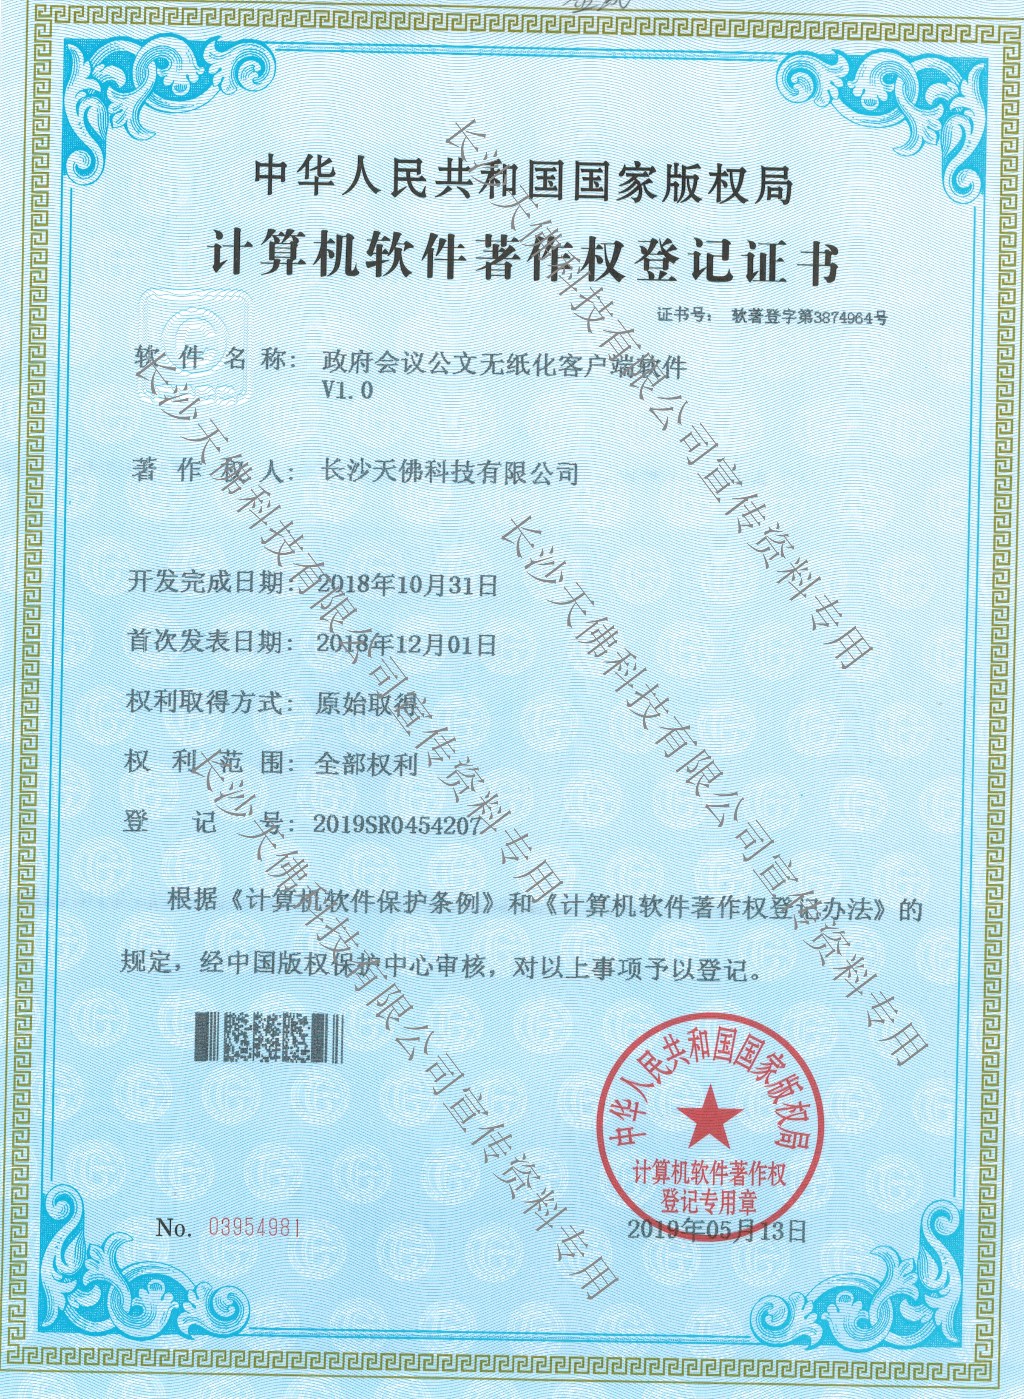 中华人民共和国国家版权局
计算机软件著作权登记证书
证书号： 软著登字第3874964号
软件名称： 政府会议公文无纸化客户端软件
V1.0
著作权人： 长沙天佛科技有限公司
开发完成日期： 2018年10月31日
首次发表日期： 2018年12月01日
权利取得方式： 原始取得
权利范围： 全部权利
登记号： 2019SR0454207
根据《计算机软件保护条例》和《计算机软件著作权登记办法》的
规定，经中国版权保护中心审核，对以上事项予以登记。
中华人民共和国国家版权局
计算机软件著作权
登记专用章
No. 03954981
2019年05月13日
长沙天佛科技有限公司宣传资料专用
长沙天佛科技有限公司宣传资料专用
长沙天佛科技有限公司宣传资料专用
长沙天佛科技有限公司宣传资料专用